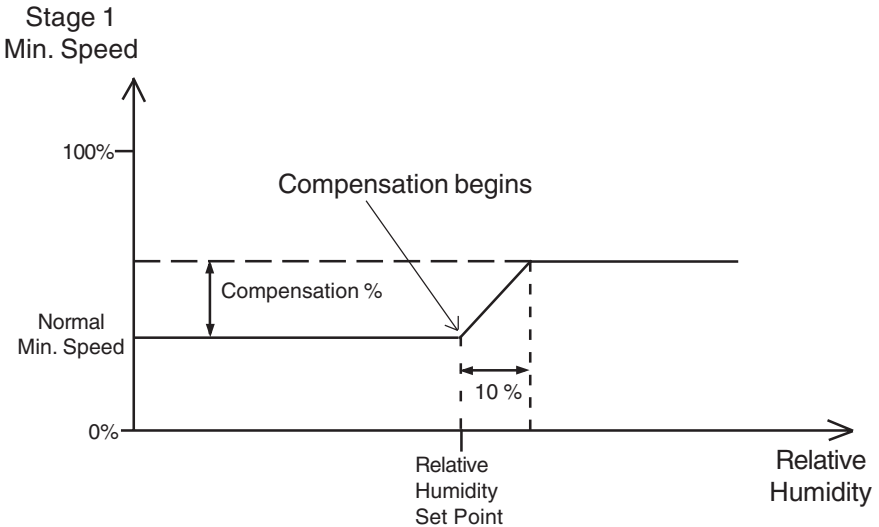 Stage 1
Min. Speed
100%
Compensation begins
Compensation %
Normal
Min. Speed
10 %
0%
Relative
Humidity
Set Point
Relative
Humidity